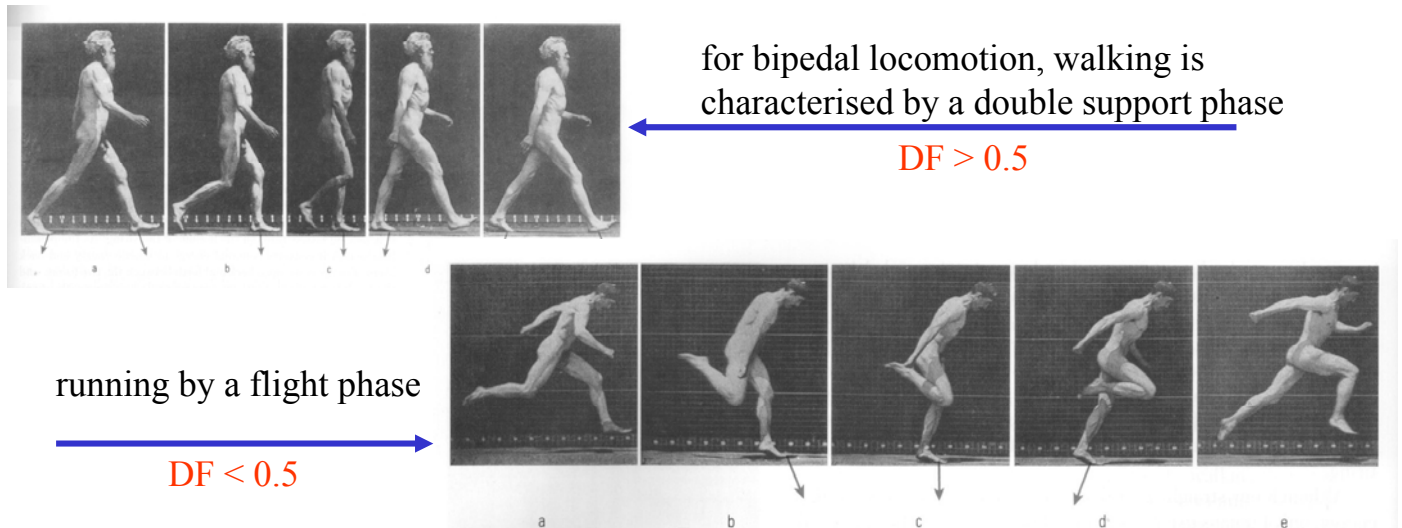 for bipedal locomotion, walking is
characterised by a double support phase
DF > 0.5
a b c d
running by a flight phase
DF < 0.5
a b c d e